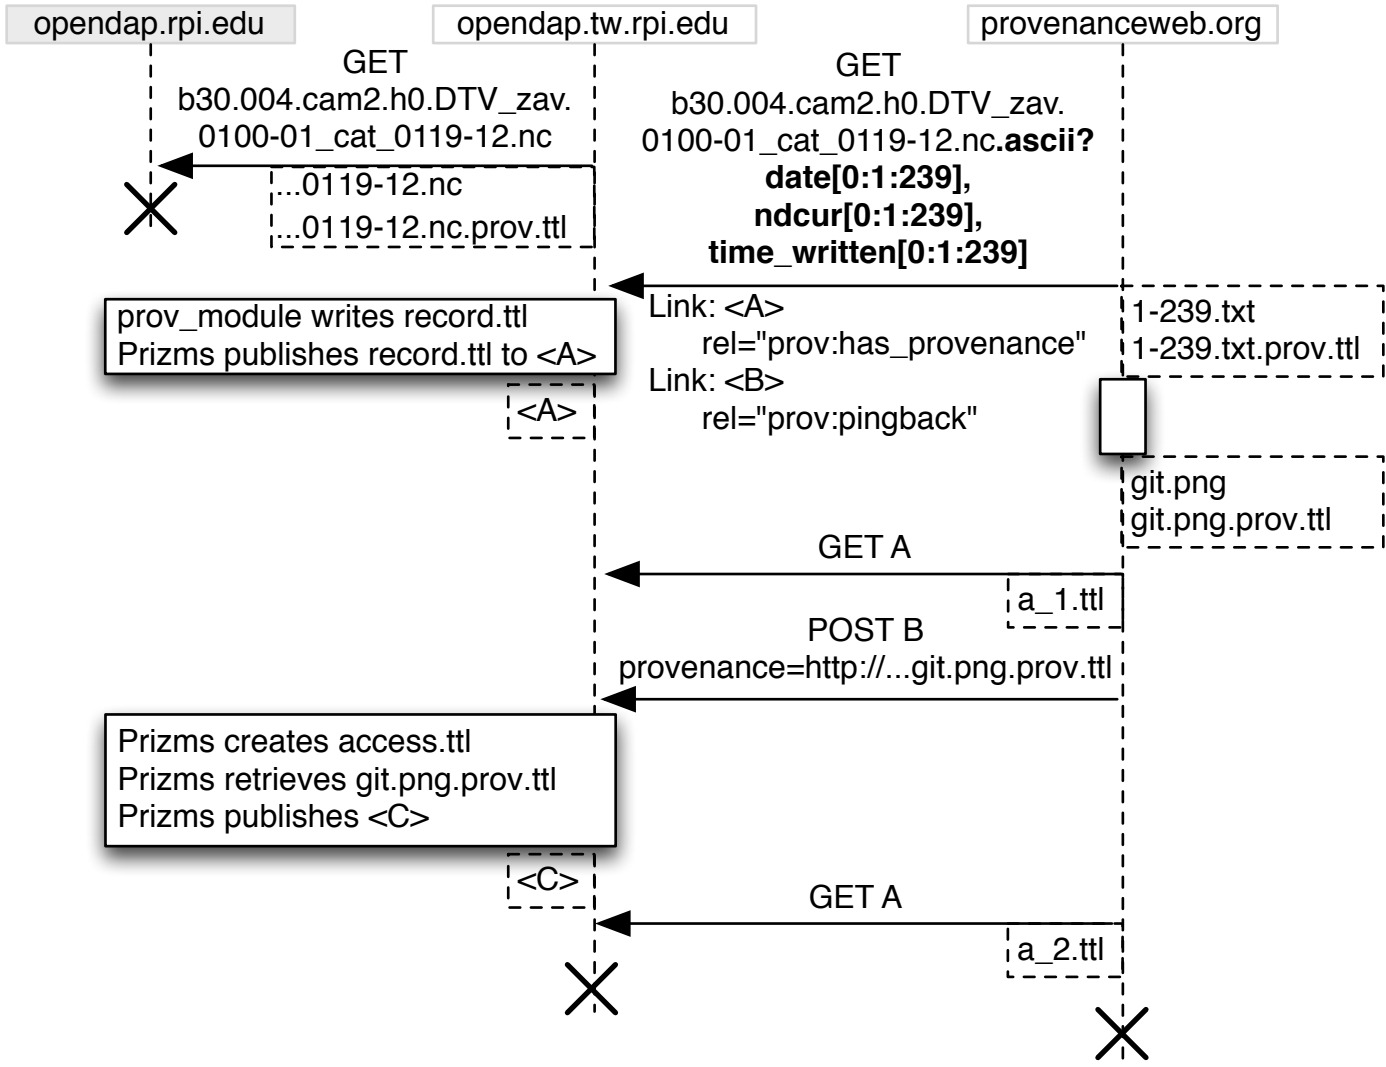 opendap.rpi.edu
opendap.tw.rpi.edu
provenanceweb.org
GET
b30.004.cam2.h0.DTV_zav.
0100-01_cat_0119-12.nc
...0119-12.nc
...0119-12.nc.prov.ttl
GET
b30.004.cam2.h0.DTV_zav.
0100-01_cat_0119-12.nc.ascii?
date[0:1:239],
ndcur[0:1:239],
time_written[0:1:239]
prov_module writes record.ttl
Prizms publishes record.ttl to <A>
<A>
Link: <A>
rel="prov:has_provenance"
Link: <B>
rel="prov:pingback"
1-239.txt
1-239.txt.prov.ttl
git.png
git.png.prov.ttl
GET A
a_1.ttl
POST B
provenance=http://...git.png.prov.ttl
Prizms creates access.ttl
Prizms retrieves git.png.prov.ttl
Prizms publishes <C>
<C>
GET A
a_2.ttl